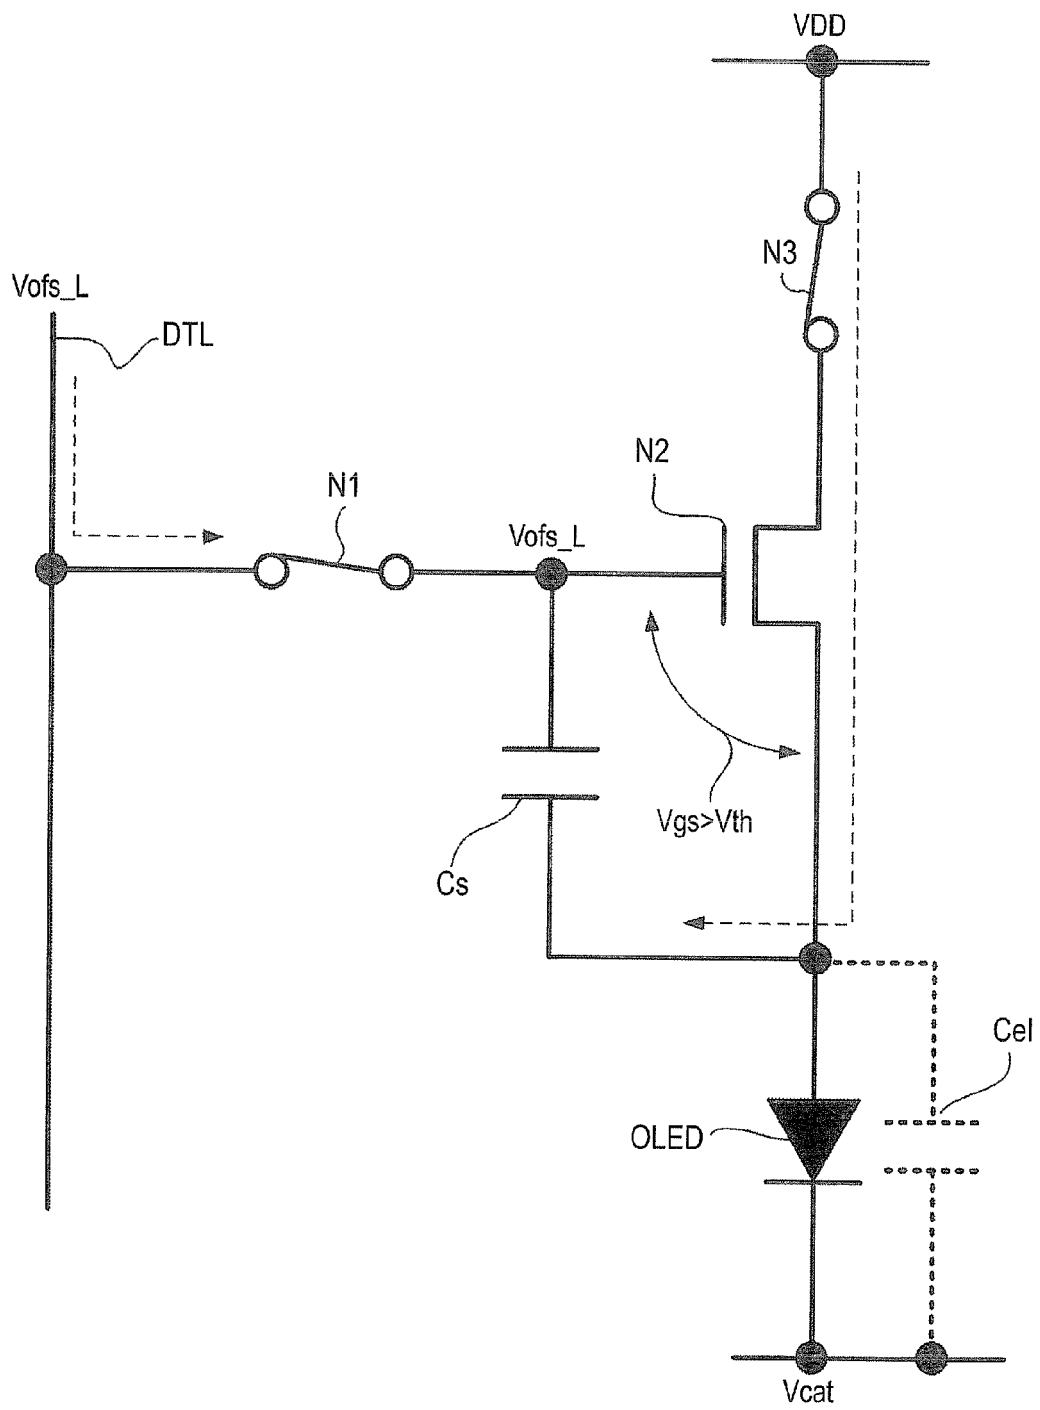 VDD
N3
Vofs_L
DTL
N2
N1
Vofs_L
Vgs>Vth
Cs
Cel
OLED
Vcat